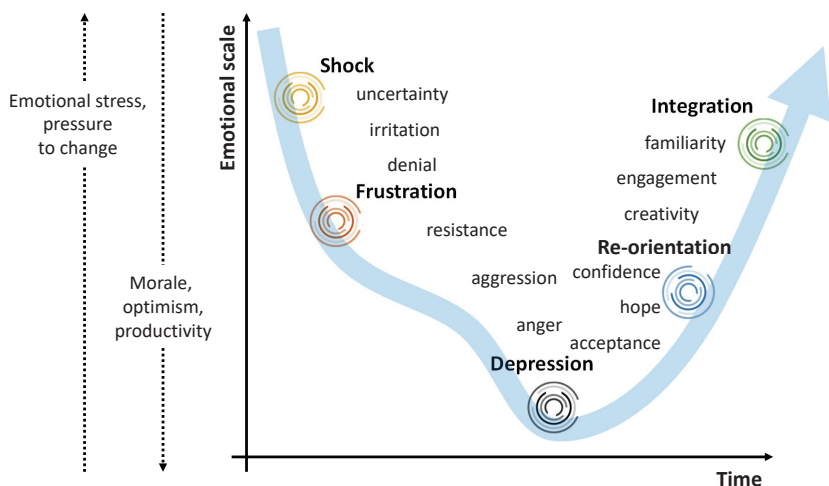 Emotional stress,
pressure
to change
Morale,
optimism,
productivity
Emotional scale
Shock
uncertainty
irritation
denial
Frustration
resistance
aggression
anger
Depression
Integration
familiarity
engagement
creativity
Re-orientation
confidence
hope
acceptance
Time